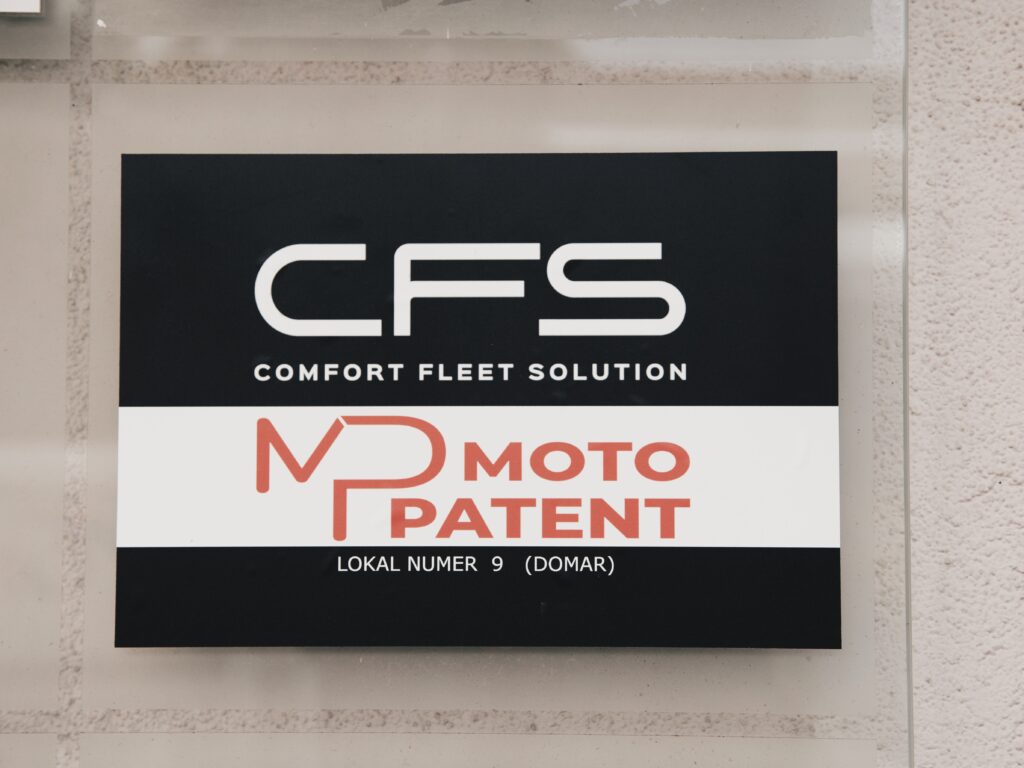 CFS
COMFORT FLEET SOLUTION
MP MOTO
PATENT
LOKAL NUMER 9 (DOMAR)